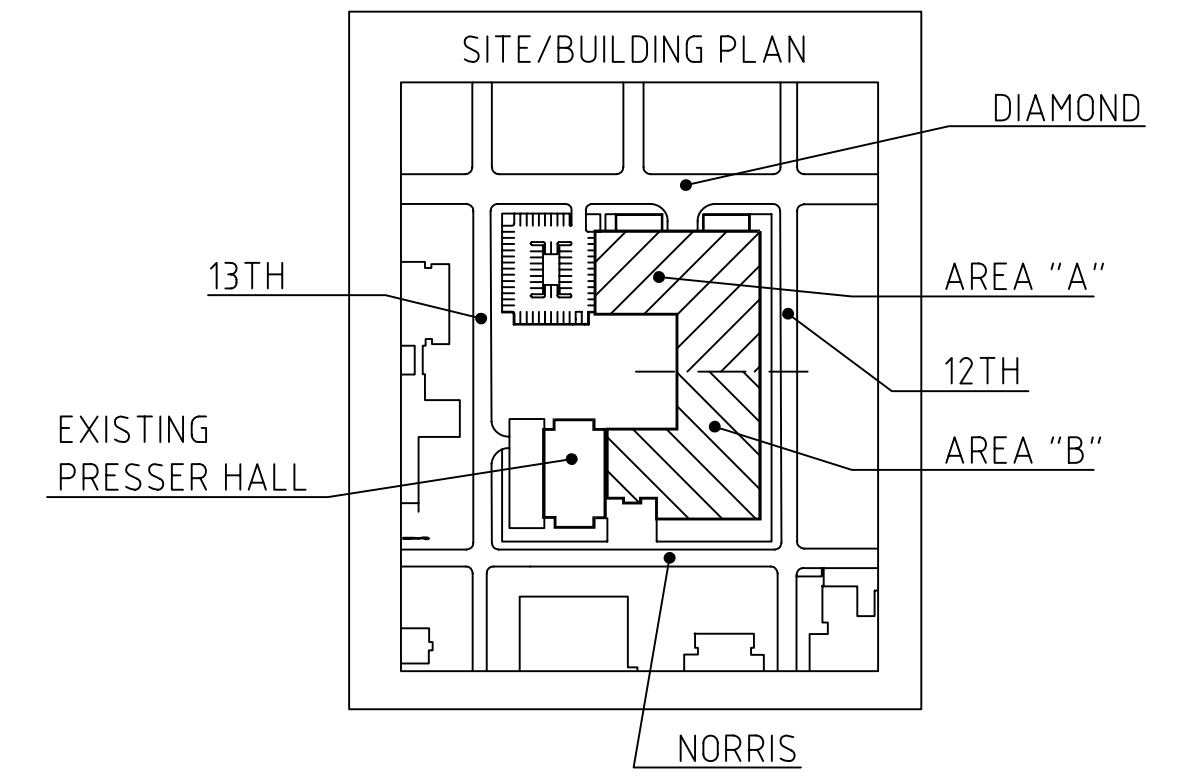 SITE/BUILDING PLAN
DIAMOND
13TH
AREA "A"
12TH
EXISTING
PRESSER HALL
AREA "B"
NORRIS